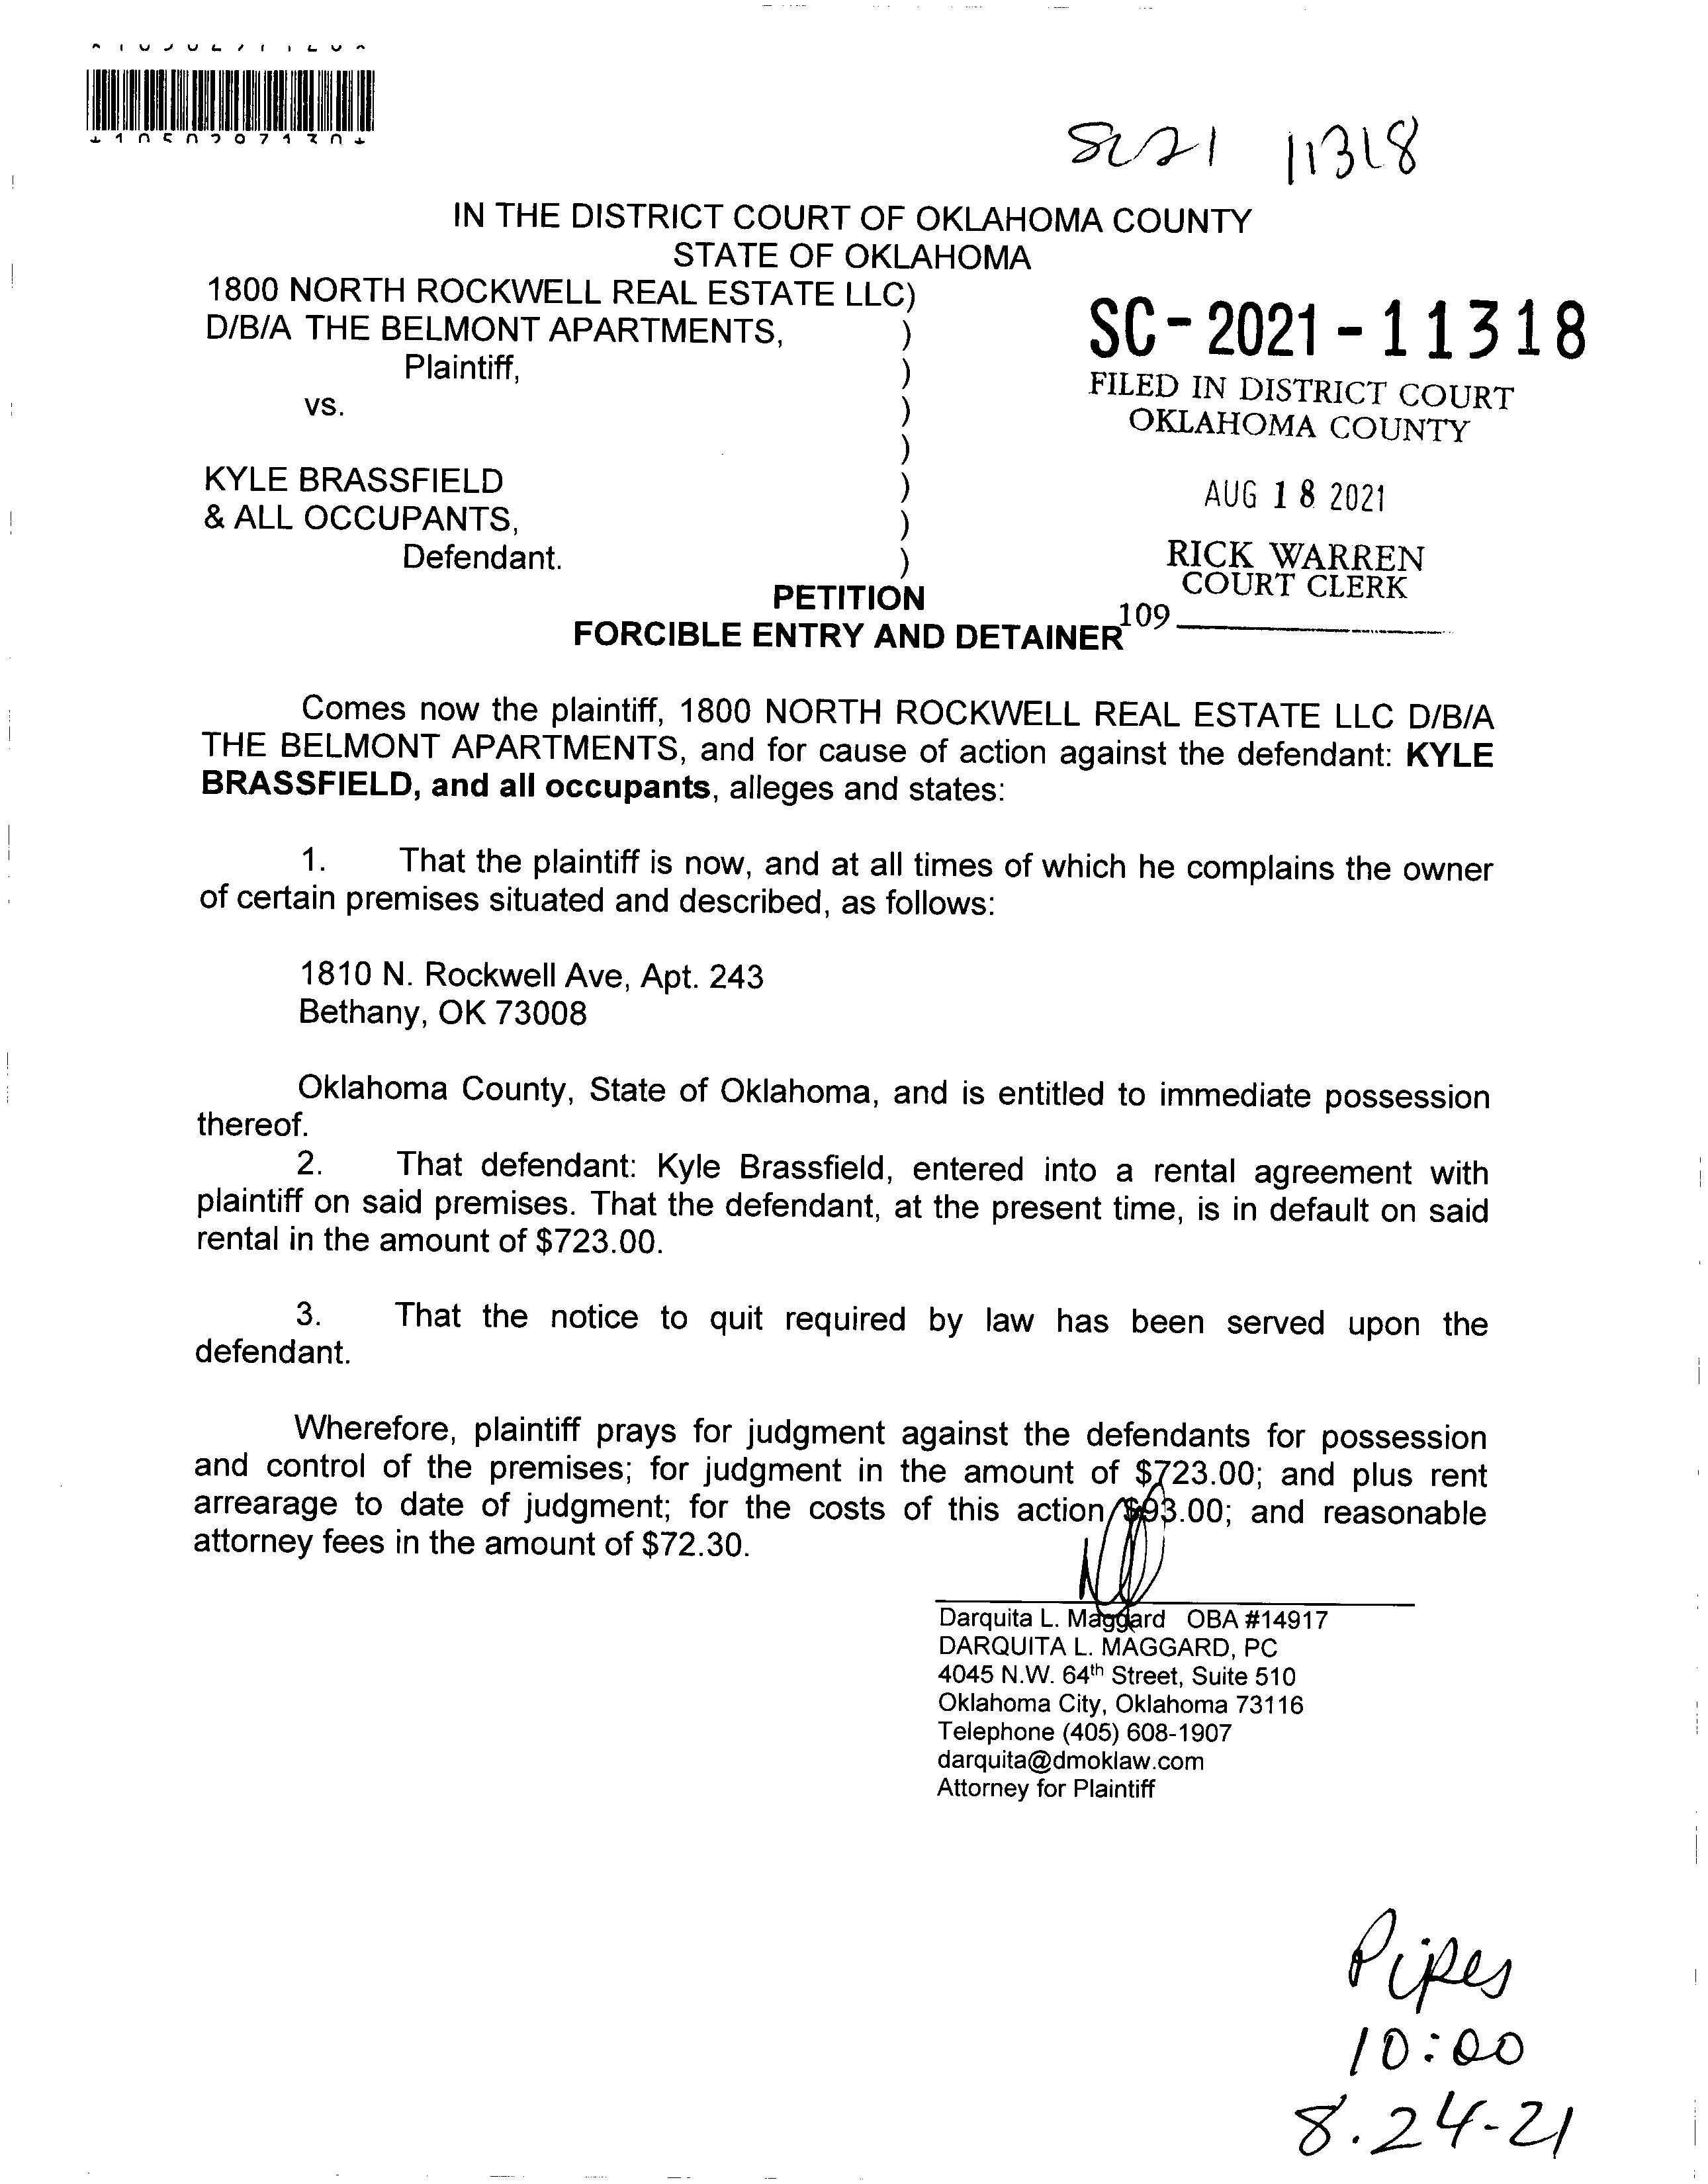 SC21 11318
IN THE DISTRICT COURT OF OKLAHOMA COUNTY
STATE OF OKLAHOMA
1800 NORTH ROCKWELL REAL ESTATE LLC)
D/B/A THE BELMONT APARTMENTS, )
Plaintiff, )
vs. )
)
KYLE BRASSFIELD )
& ALL OCCUPANTS, )
Defendant. )
SC-2021-11318
FILED IN DISTRICT COURT
OKLAHOMA COUNTY
AUG 18 2021
RICK WARREN
COURT CLERK
109
PETITION
FORCIBLE ENTRY AND DETAINER
Comes now the plaintiff, 1800 NORTH ROCKWELL REAL ESTATE LLC D/B/A
THE BELMONT APARTMENTS, and for cause of action against the defendant: KYLE
BRASSFIELD, and all occupants, alleges and states:
1. That the plaintiff is now, and at all times of which he complains the owner
of certain premises situated and described, as follows:
1810 N. Rockwell Ave, Apt. 243
Bethany, OK 73008
Oklahoma County, State of Oklahoma, and is entitled to immediate possession
thereof.
2. That defendant: Kyle Brassfield, entered into a rental agreement with
plaintiff on said premises. That the defendant, at the present time, is in default on said
rental in the amount of $723.00.
3. That the notice to quit required by law has been served upon the
defendant.
Wherefore, plaintiff prays for judgment against the defendants for possession
and control of the premises; for judgment in the amount of $723.00; and plus rent
arrearage to date of judgment; for the costs of this action $93.00; and reasonable
attorney fees in the amount of $72.30.
Darquita L. Maggard OBA #14917
DARQUITA L. MAGGARD, PC
4045 N.W. 64th Street, Suite 510
Oklahoma City, Oklahoma 73116
Telephone (405) 608-1907
darquita@dmoklaw.com
Attorney for Plaintiff
Pipes
10:00
8.24-21